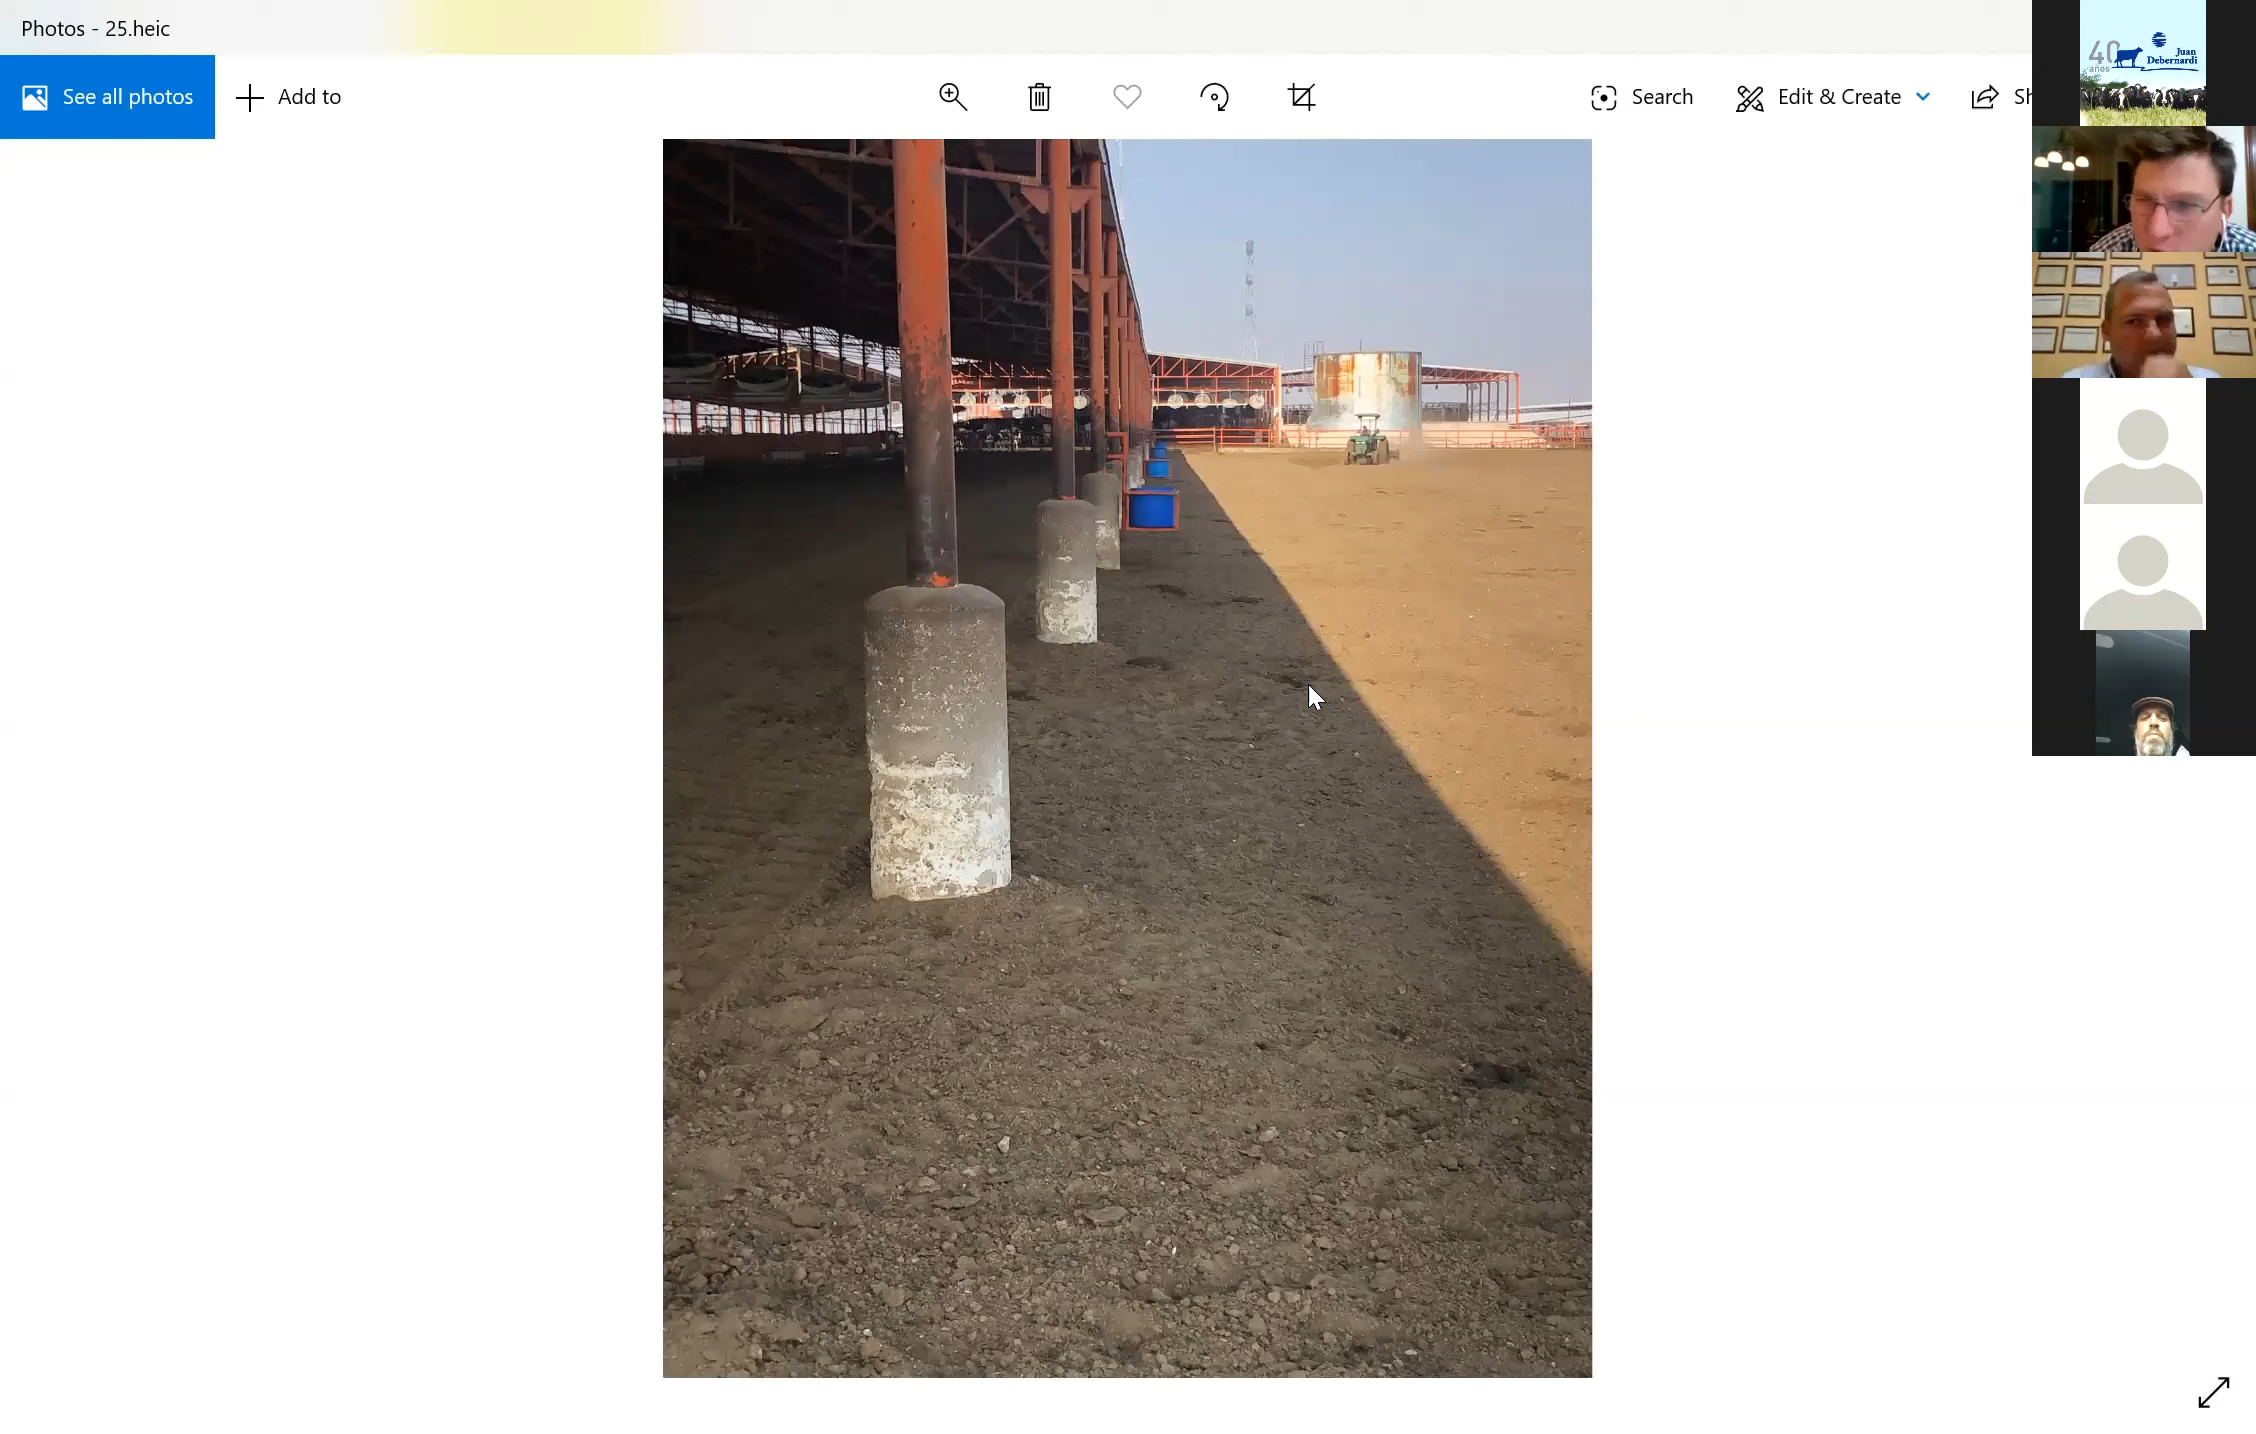 Photos - 25.heic
See all photos
Add to
Search
Edit & Create
Sh
40
años
Juan
Debernardi